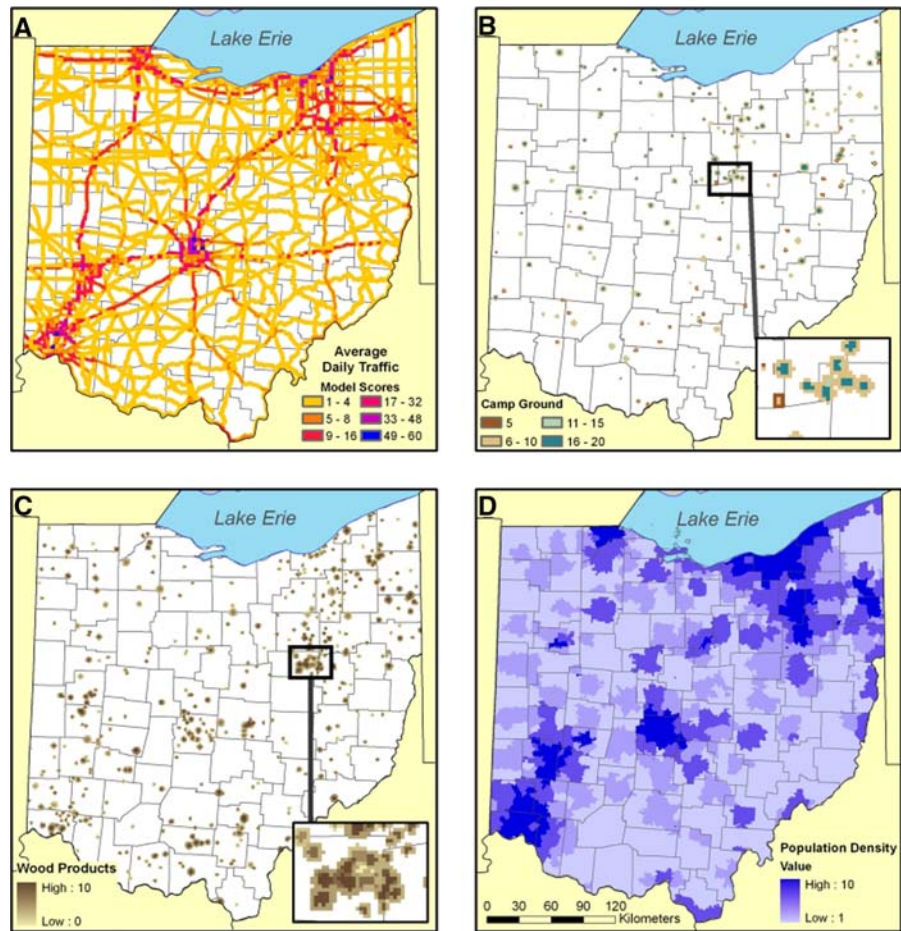 A
Lake Erie
Average
Daily Traffic
Model Scores
1 - 4
17 - 32
5 - 8
33 - 48
9 - 16
49 - 60
B
Lake Erie
Camp Ground
5
11 - 15
6 - 10
16 - 20
C
Lake Erie
Wood Products
High : 10
Low : 0
D
Lake Erie
Population Density
Value
High : 10
Low : 1
0 30 60 90 120
Kilometers